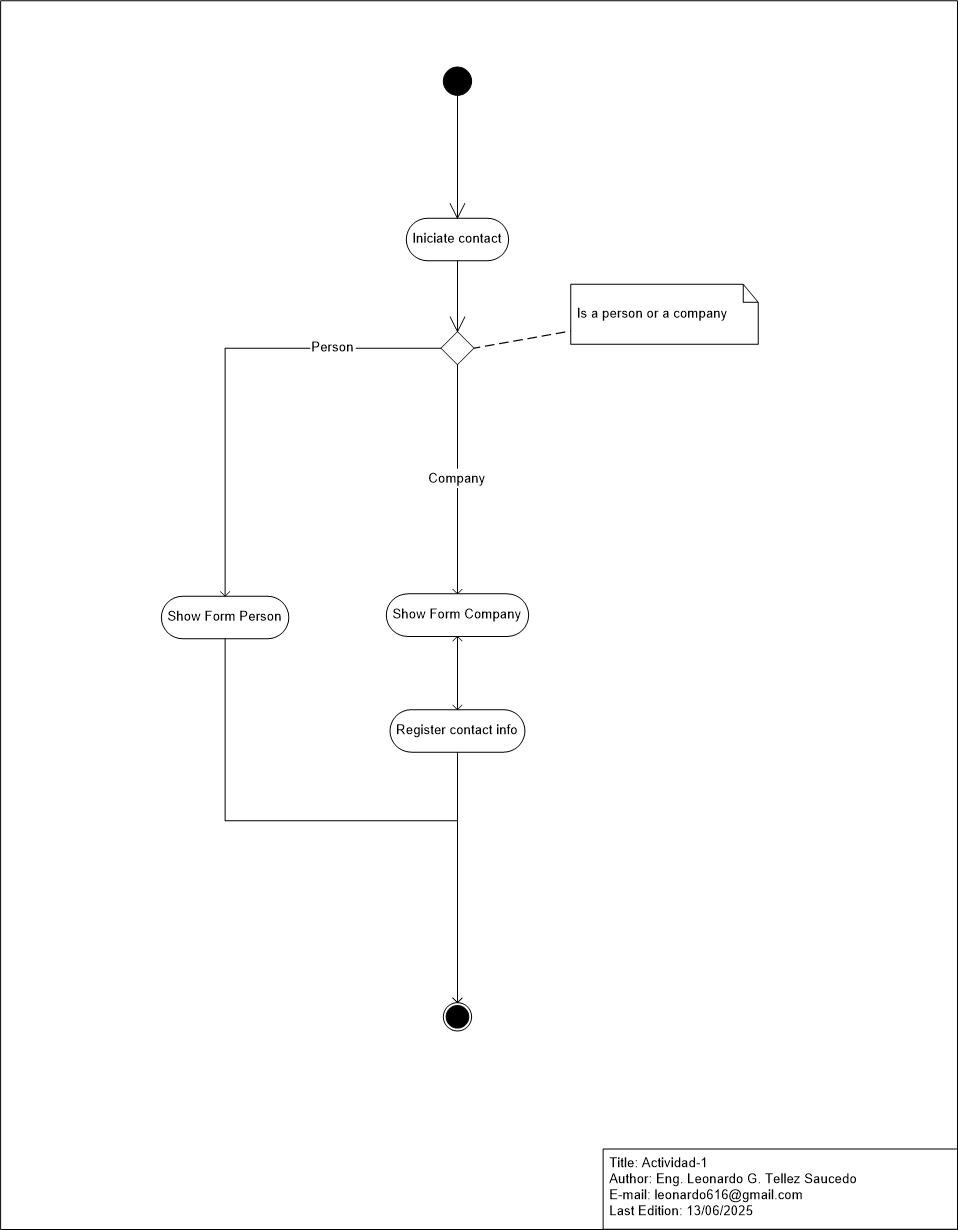 Iniciate contact
Is a person or a company
Person
Company
Show Form Person
Show Form Company
Register contact info
Title: Actividad-1
Author: Eng. Leonardo G. Tellez Saucedo
E-mail: leonardo616@gmail.com
Last Edition: 13/06/2025